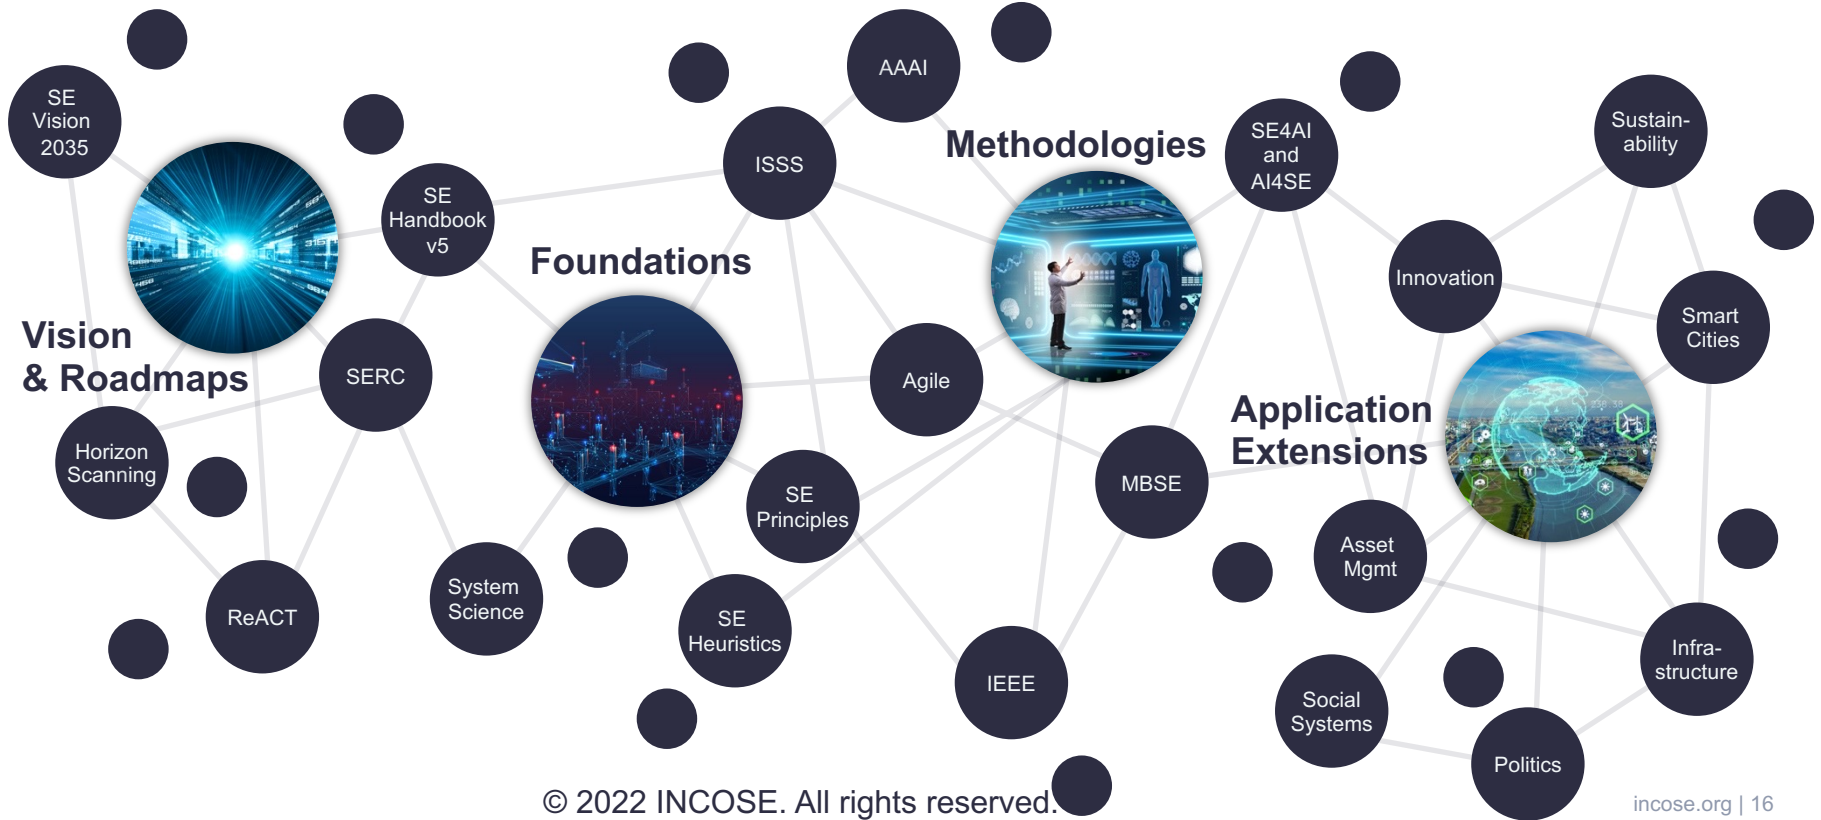 SE
Vision
2035
SE
Handbook
v5
Vision
& Roadmaps
SERC
Horizon
Scanning
ReACT
System
Science
Foundations
ISSS
AAAI
Methodologies
Agile
SE
Principles
SE
Heuristics
IEEE
MBSE
SE4AI
and
AI4SE
Innovation
Sustain-
ability
Smart
Cities
Application
Extensions
Asset
Mgmt
Infra-
structure
Social
Systems
Politics
© 2022 INCOSE. All rights reserved.
incose.org | 16